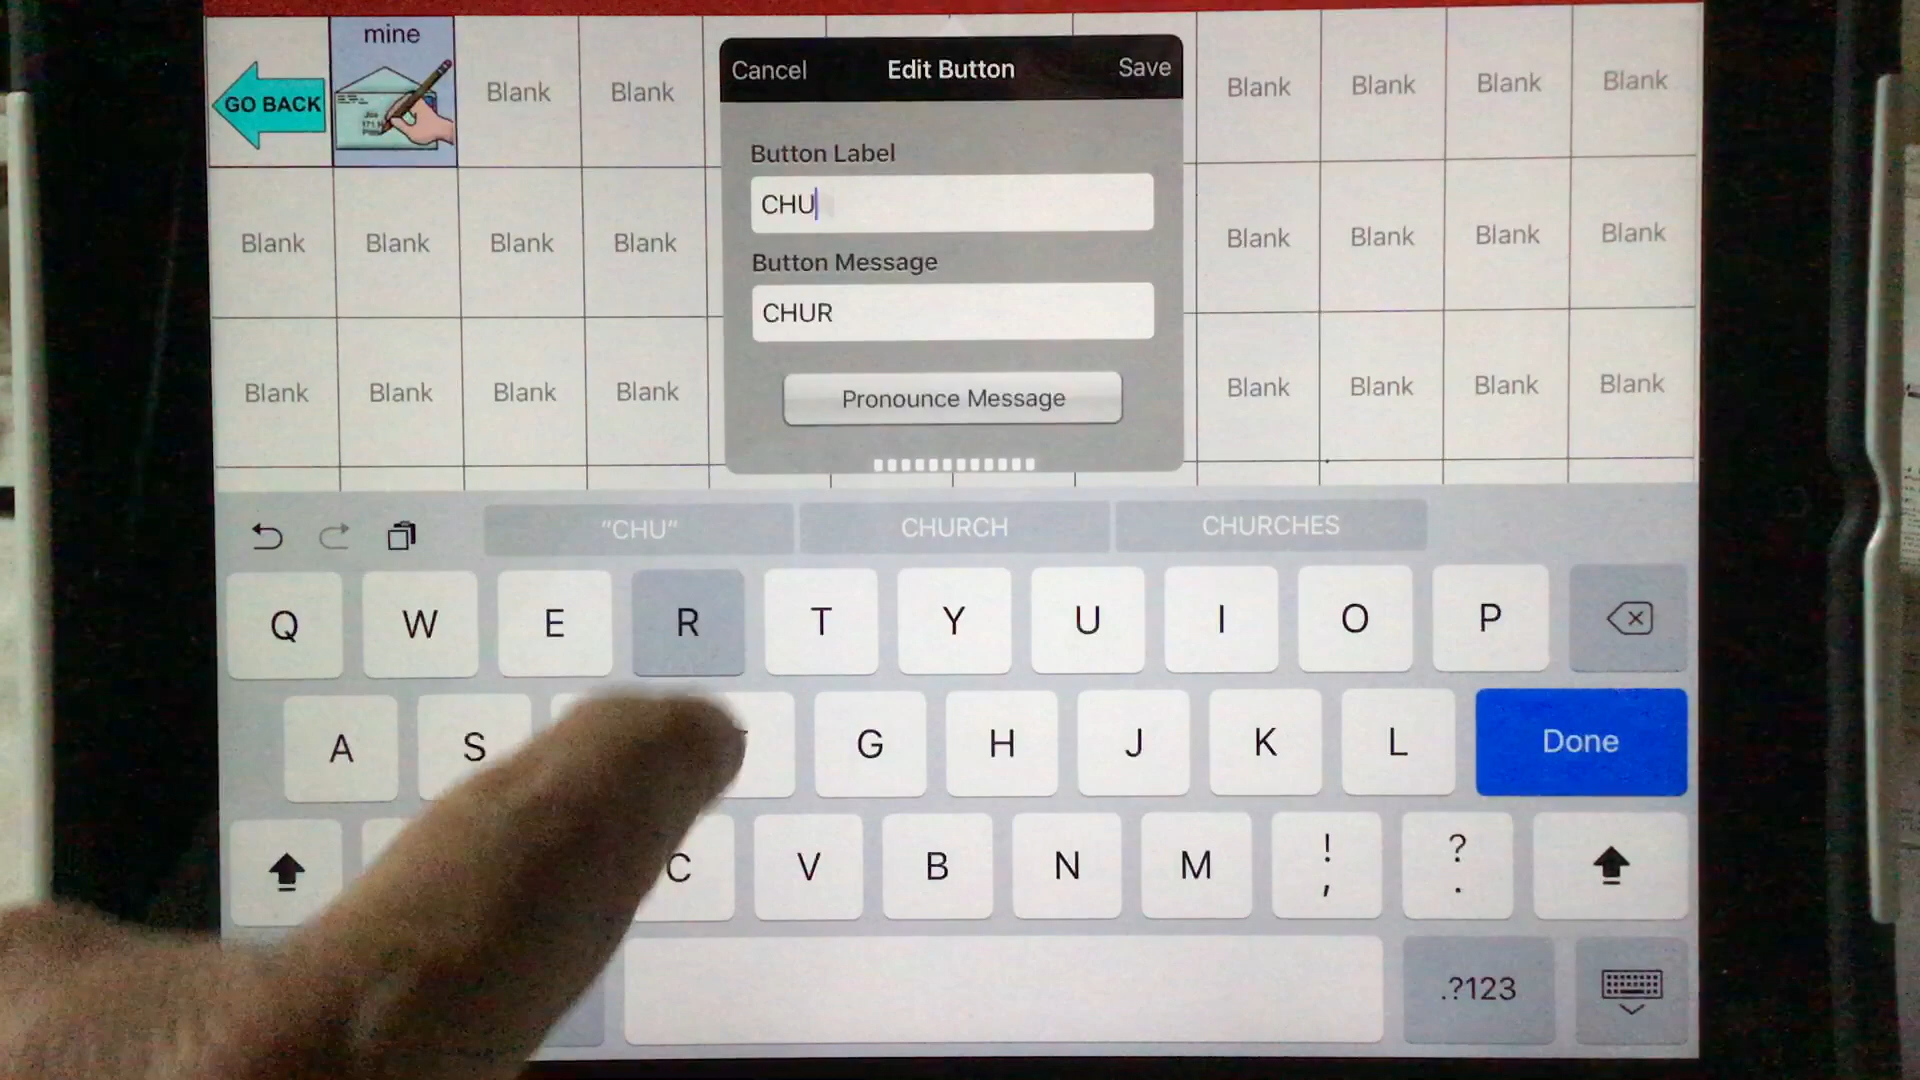 mine
GO BACK
Blank Blank
Cancel Edit Button Save
Blank Blank Blank Blank
Button Label
CHU
Button Message
CHUR
Pronounce Message
Blank Blank Blank Blank
Blank Blank Blank Blank
Blank Blank Blank Blank
Blank Blank Blank Blank
"CHU" CHURCH CHURCHES
Q W E R T Y U I O P
A S G H J K L Done
C V B N M ! , ? .
.?123